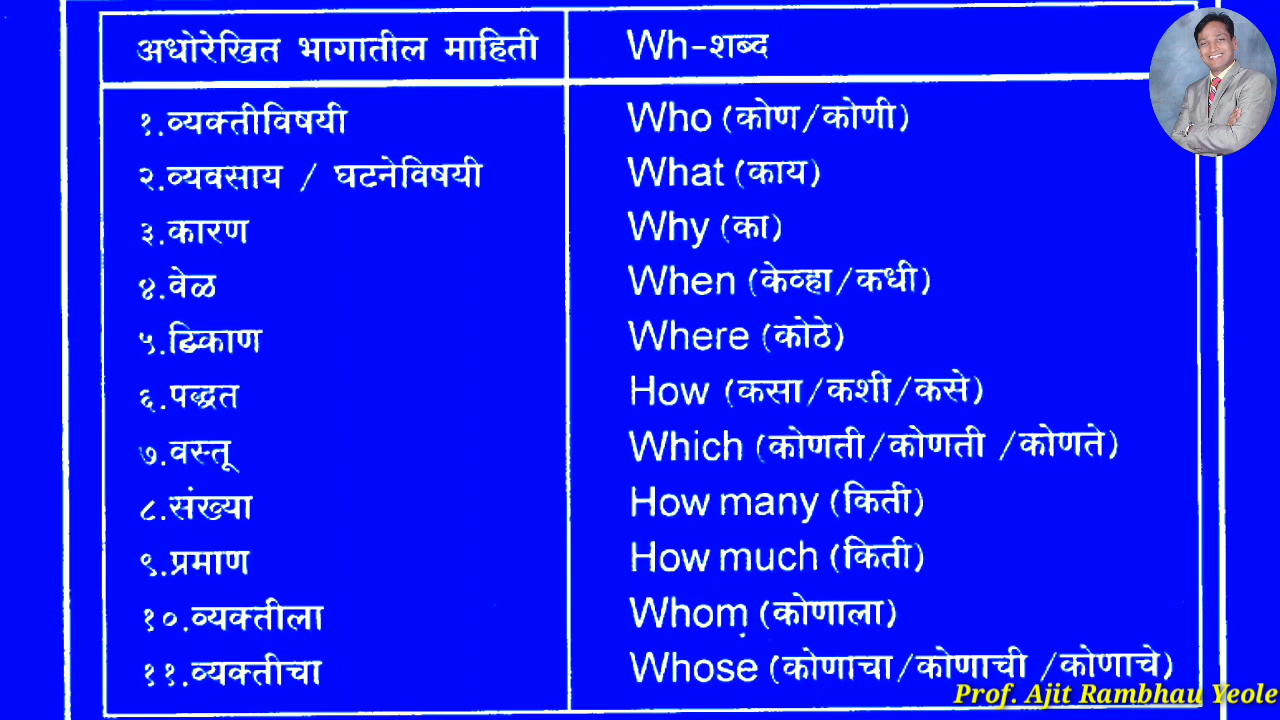 अधोरेखित भागातील माहिती Wh-शब्द
१.व्यक्तीविषयी Who (कोण/कोणी)
२.व्यवसाय / घटनेविषयी What (काय)
३.कारण Why (का)
४.वेळ When (केव्हा/कधी)
५.ठिकाण Where (कोठे)
६.पद्धत How (कसा/कशी/कसे)
७.वस्तू Which (कोणती/कोणती /कोणते)
८.संख्या How many (किती)
९.प्रमाण How much (किती)
१०.व्यक्तीला Whom (कोणाला)
११.व्यक्तीचा Whose (कोणाचा/कोणाची /कोणाचे)
Prof. Ajit Rambhau Yeole